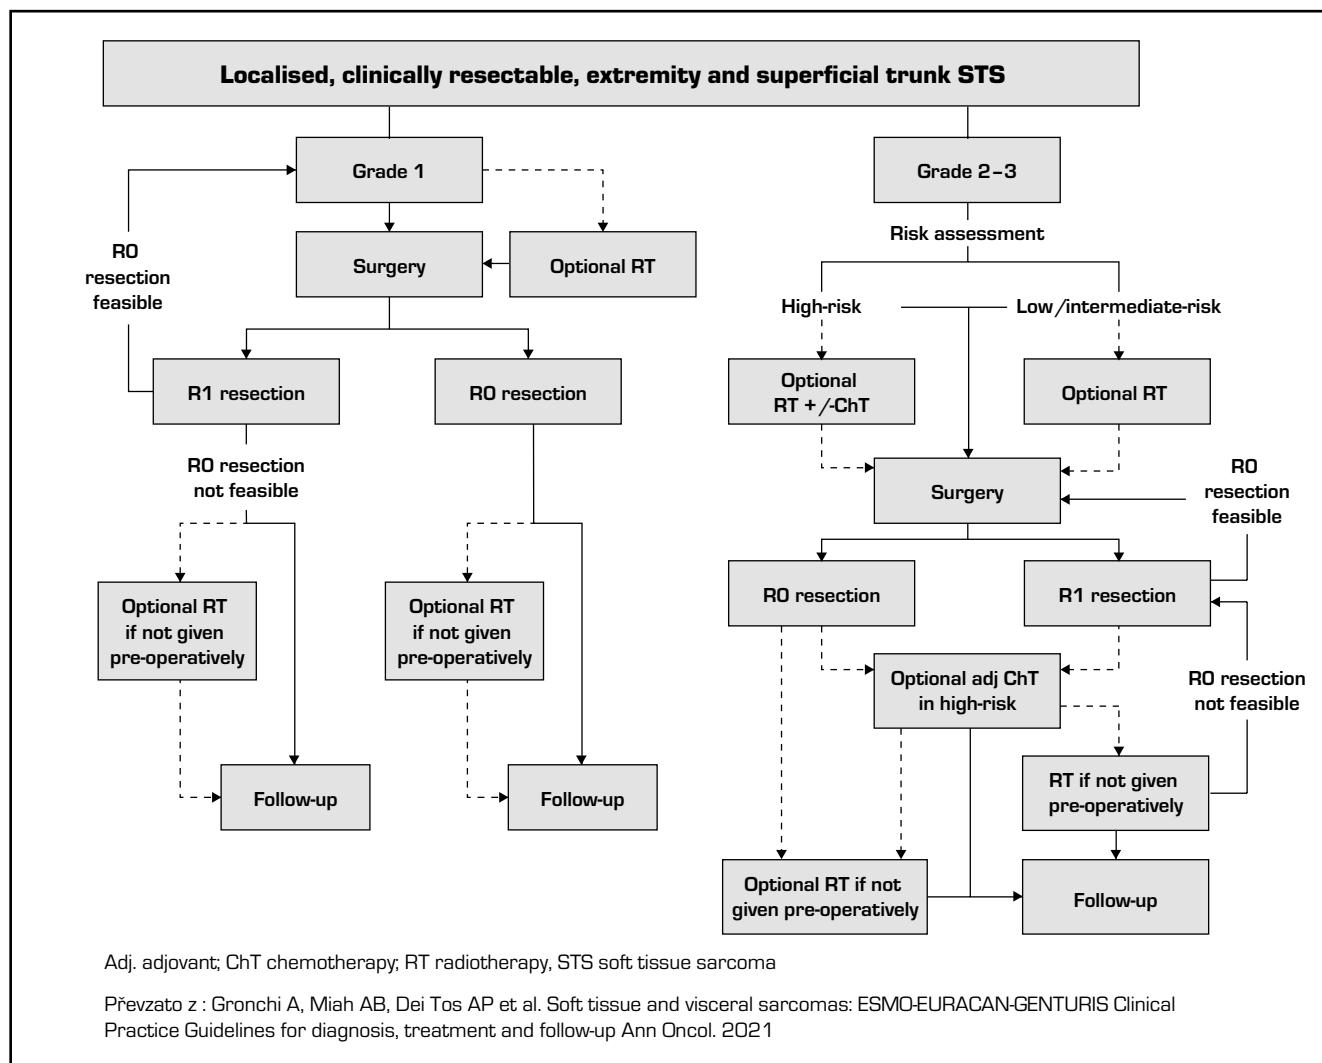 Localised, clinically resectable, extremity and superficial trunk STS
Grade 1
Grade 2–3
Risk assessment
R0
resection
feasible
Surgery
Optional RT
High-risk
Low/intermediate-risk
R1 resection
R0 resection
Optional
RT +/-ChT
Optional RT
R0 resection
not feasible
Surgery
R0
resection
feasible
Optional RT
if not given
pre-operatively
Optional RT
if not given
pre-operatively
R0 resection
R1 resection
Optional adj ChT
in high-risk
R0 resection
not feasible
Follow-up
Follow-up
RT if not given
pre-operatively
Optional RT if not
given pre-operatively
Follow-up
Adj. adjovant; ChT chemotherapy; RT radiotherapy, STS soft tissue sarcoma
Převzato z : Gronchi A, Miah AB, Dei Tos AP et al. Soft tissue and visceral sarcomas: ESMO-EURACAN-GENTURIS Clinical
Practice Guidelines for diagnosis, treatment and follow-up Ann Oncol. 2021